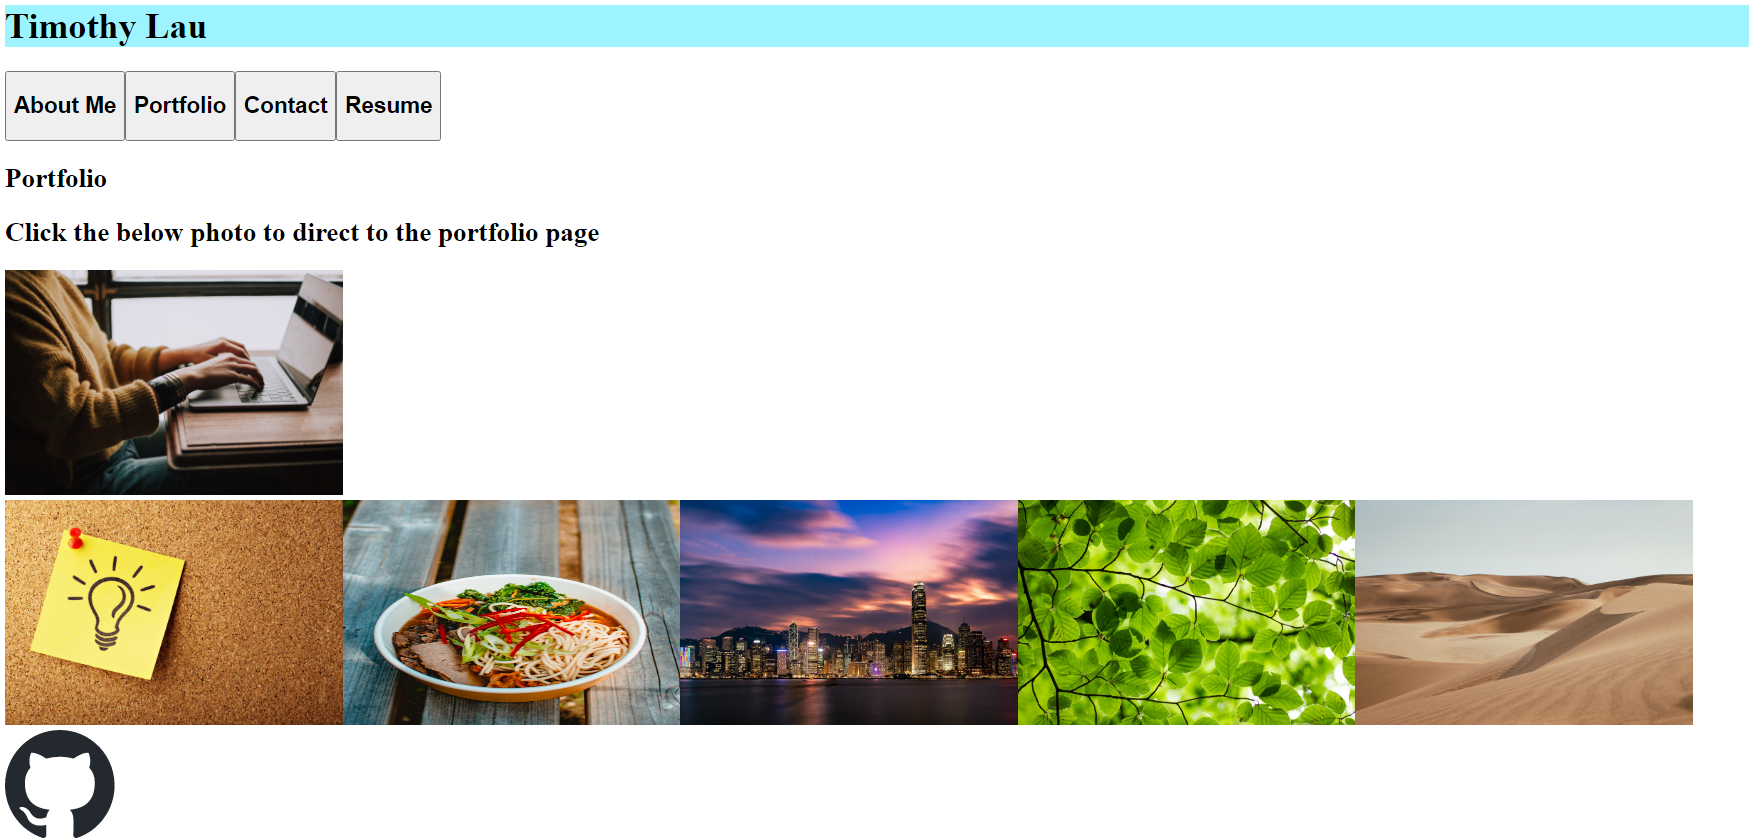 Timothy Lau
About Me Portfolio Contact Resume
Portfolio
Click the below photo to direct to the portfolio page